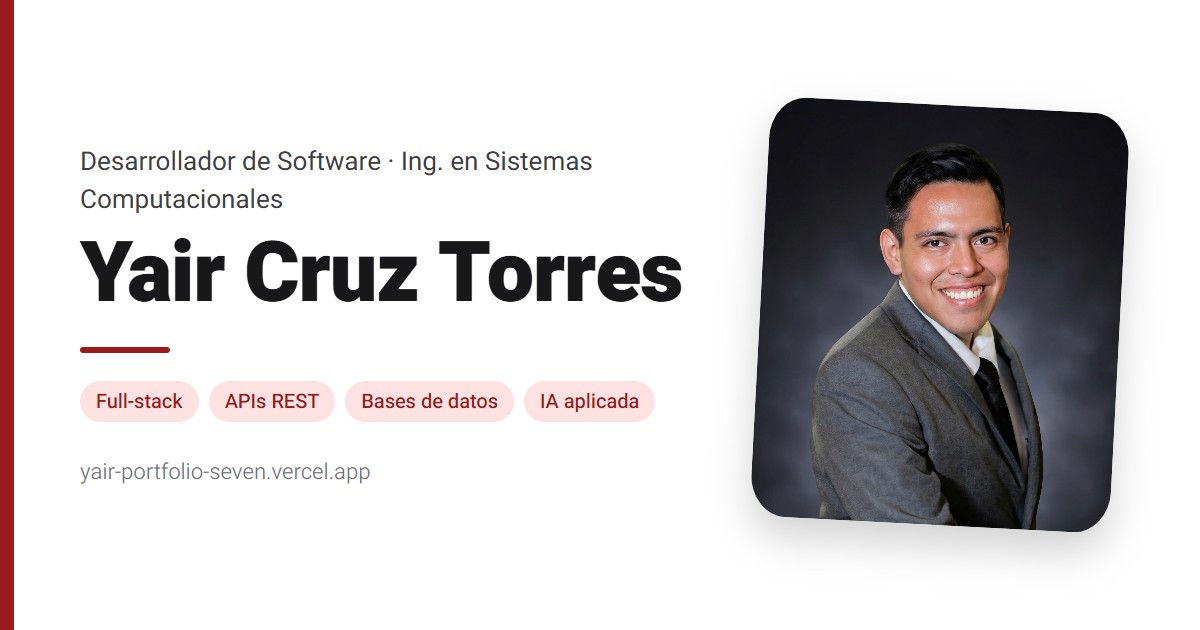 Desarrollador de Software · Ing. en Sistemas
Computacionales
Yair Cruz Torres
Full-stack
APIs REST
Bases de datos
IA aplicada
yair-portfolio-seven.vercel.app